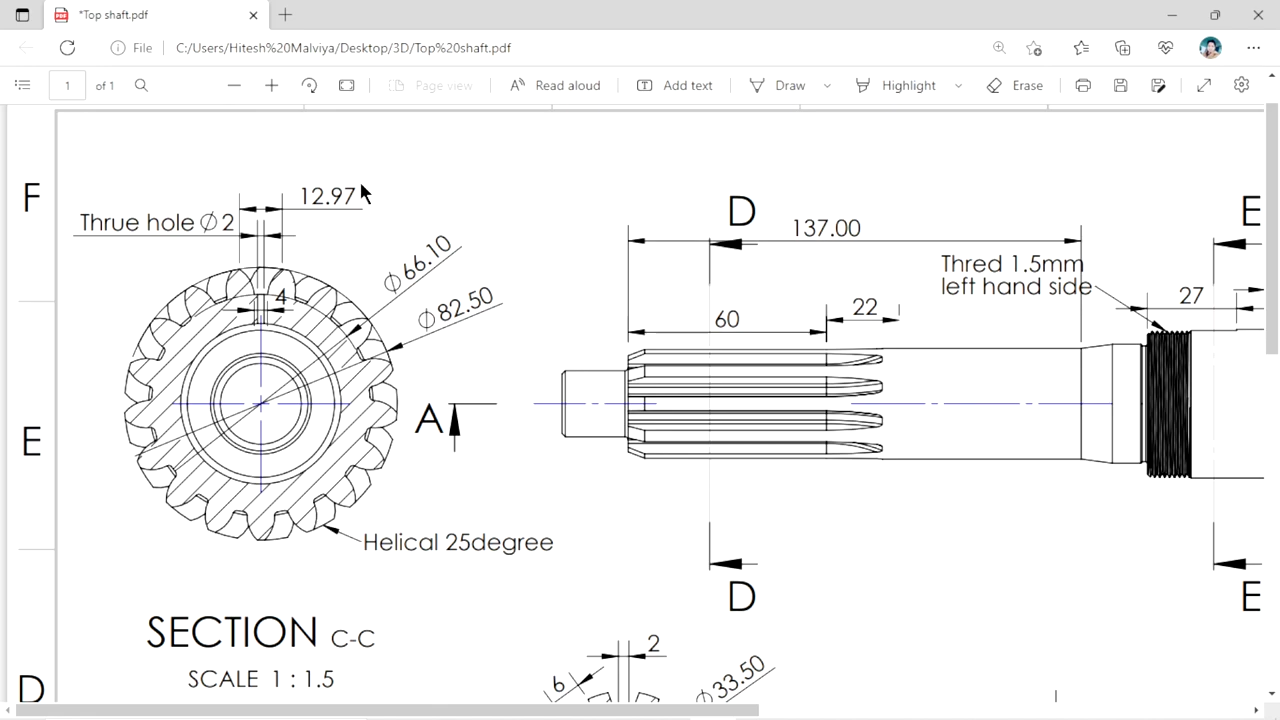 *Top shaft.pdf
File
C:/Users/Hitesh%20Malviya/Desktop/3D/Top%20shaft.pdf
1 of 1
Page view
Read aloud
Add text
Draw
Highlight
Erase
F
12.97
D
E
Thrue hole Ø 2
137.00
Ø 66.10
Thred 1.5mm
left hand side
4
Ø 82.50
60
22
27
A
E
Helical 25degree
D
E
SECTION C-C
2
SCALE 1 : 1.5
6
Ø 33.50
D